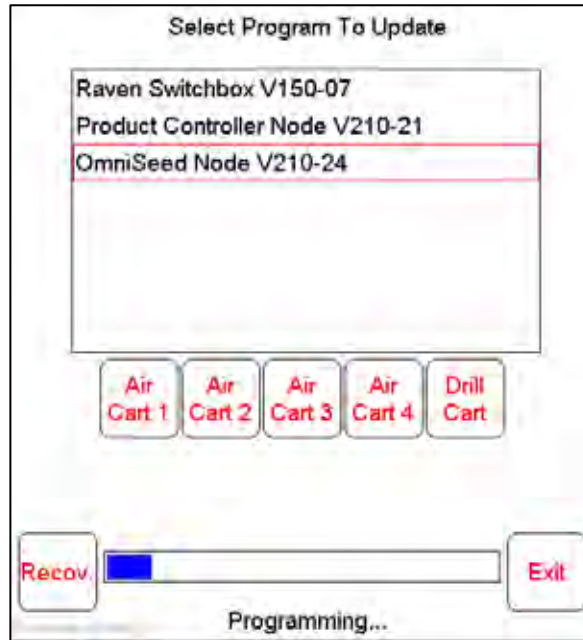 Select Program To Update
Raven Switchbox V150-07
Product Controller Node V210-21
OmniSeed Node V210-24
Air Cart 1
Air Cart 2
Air Cart 3
Air Cart 4
Drill Cart
Recov.
Exit
Programming...